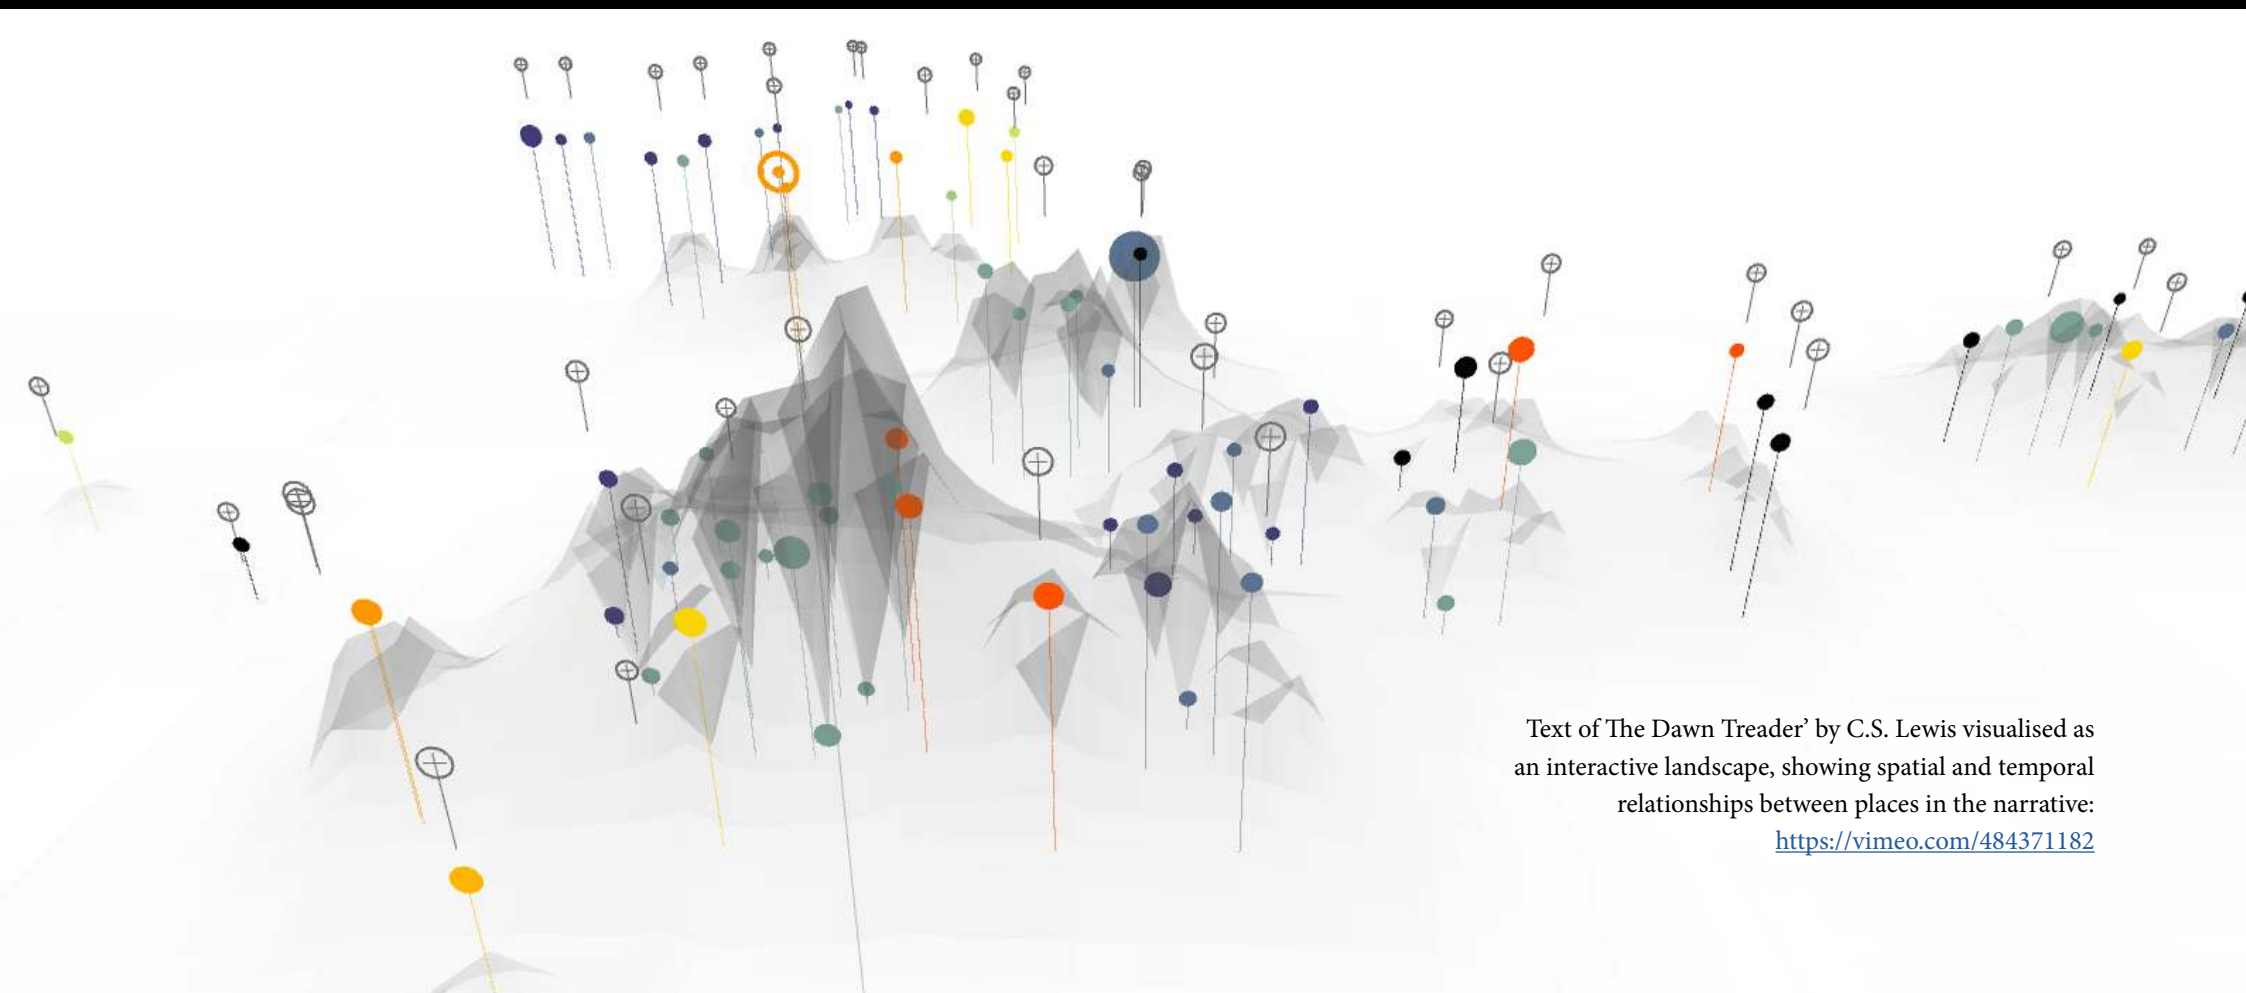 Text of The Dawn Treader’ by C.S. Lewis visualised as
an interactive landscape, showing spatial and temporal
relationships between places in the narrative:
https://vimeo.com/484371182